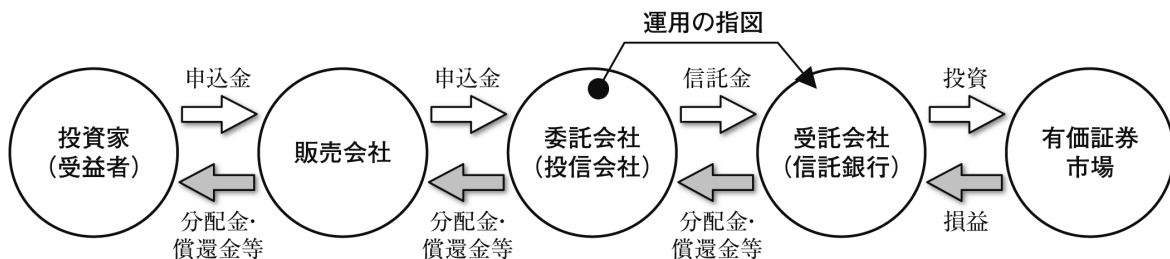 運用の指図
申込金
申込金
信託金
投資
投資家
(受益者)
販売会社
委託会社
(投信会社)
受託会社
(信託銀行)
有価証券
市場
分配金・
償還金等
分配金・
償還金等
分配金・
償還金等
損益